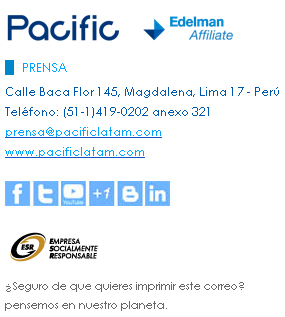 Pacific Edelman
Affiliate
PRENSA
Calle Baca Flor 145, Magdalena, Lima 17 - Perú
Teléfono: (51-1)419-0202 anexo 321
prensa@pacificlatam.com
www.pacificlatam.com
f t You Tube +1 B in
YOUTUBE
ESR EMPRESA
SOCIALMENTE
RESPONSABLE
¿Seguro de que quieres imprimir este correo?
pensemos en nuestro planeta.